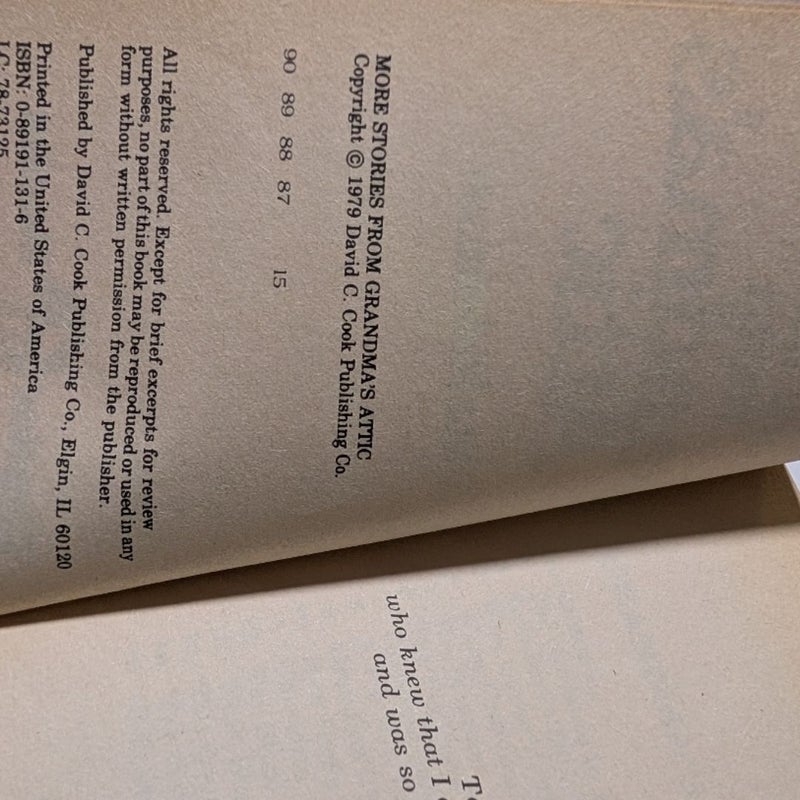 MORE STORIES FROM GRANDMA'S ATTIC
Copyright © 1979 David C. Cook Publishing Co.
90 89 88 87 15
All rights reserved. Except for brief excerpts for review
purposes, no part of this book may be reproduced or used in any
form without written permission from the publisher.
Published by David C. Cook Publishing Co., Elgin, IL 60120
Printed in the United States of America
ISBN: 0-89191-131-6
LC: 78-73125
who knew that I
and was so